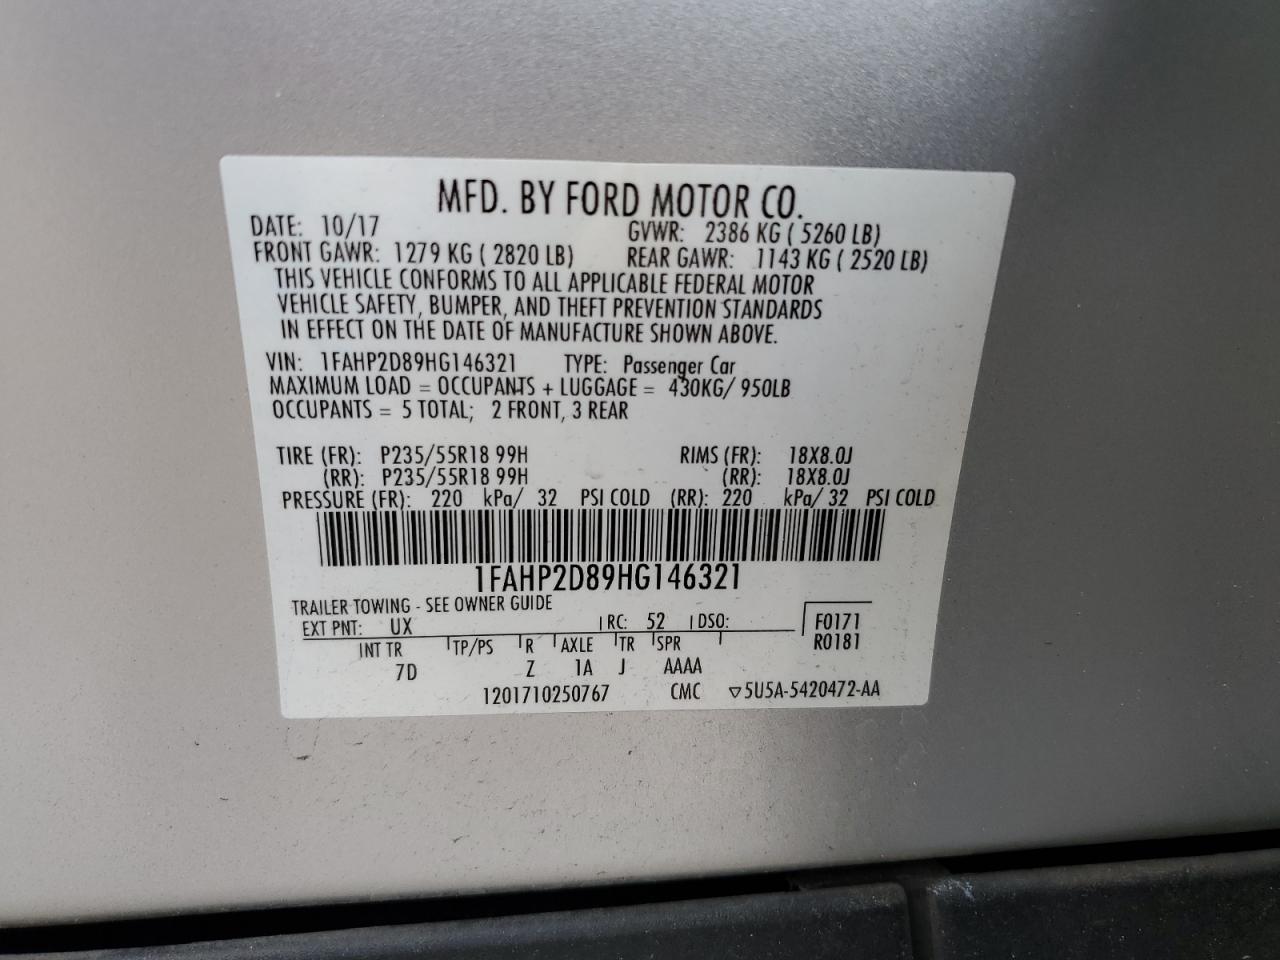 MFD. BY FORD MOTOR CO.
DATE: 10/17 GVWR: 2386 KG ( 5260 LB)
FRONT GAWR: 1279 KG ( 2820 LB) REAR GAWR: 1143 KG ( 2520 LB)
THIS VEHICLE CONFORMS TO ALL APPLICABLE FEDERAL MOTOR
VEHICLE SAFETY, BUMPER, AND THEFT PREVENTION STANDARDS
IN EFFECT ON THE DATE OF MANUFACTURE SHOWN ABOVE.
VIN: 1FAHP2D89HG146321 TYPE: Passenger Car
MAXIMUM LOAD = OCCUPANTS + LUGGAGE = 430KG/ 950LB
OCCUPANTS = 5 TOTAL; 2 FRONT, 3 REAR
TIRE (FR): P235/55R18 99H RIMS (FR): 18X8.0J
(RR): P235/55R18 99H (RR): 18X8.0J
PRESSURE (FR): 220 kPa/ 32 PSI COLD (RR): 220 kPa/ 32 PSI COLD
1FAHP2D89HG146321
TRAILER TOWING - SEE OWNER GUIDE
EXT PNT: UX RC: 52 DSO: F0171
INT TR TP/PS R AXLE TR SPR R0181
7D Z 1A J AAAA
1201710250767 CMC ▽5U5A-5420472-AA